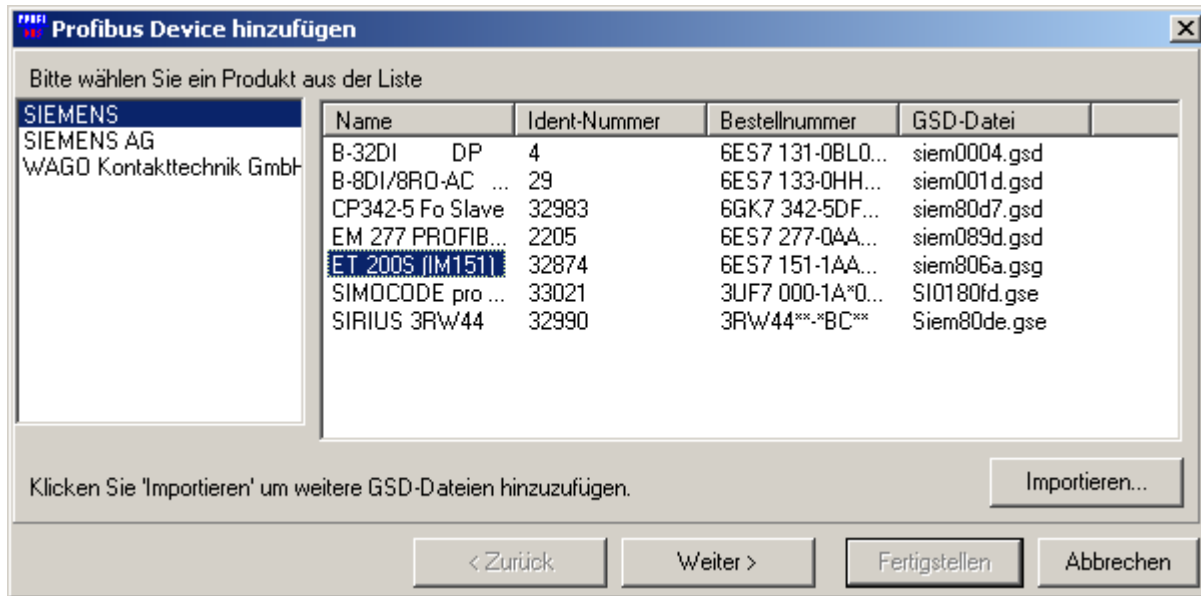 Profibus Device hinzufügen
Bitte wählen Sie ein Produkt aus der Liste
SIEMENS
SIEMENS AG
WAGO Kontakttechnik GmbH
Name Ident-Nummer Bestellnummer GSD-Datei
B-32DI DP 4 6ES7 131-0BL0... siem0004.gsd
B-8DI/8RO-AC ... 29 6ES7 133-0HH... siem001d.gsd
CP342-5 Fo Slave 32983 6GK7 342-5DF... siem80d7.gsd
EM 277 PROFIB... 2205 6ES7 277-0AA... siem089d.gsd
ET 200S (IM151) 32874 6ES7 151-1AA... siem806a.gsg
SIMOCODE pro ... 33021 3UF7 000-1A*0... SI0180fd.gse
SIRIUS 3RW44 32990 3RW44**-*BC** Siem80de.gse
Klicken Sie 'Importieren' um weitere GSD-Dateien hinzuzufügen.
Importieren...
< Zurück Weiter > Fertigstellen Abbrechen